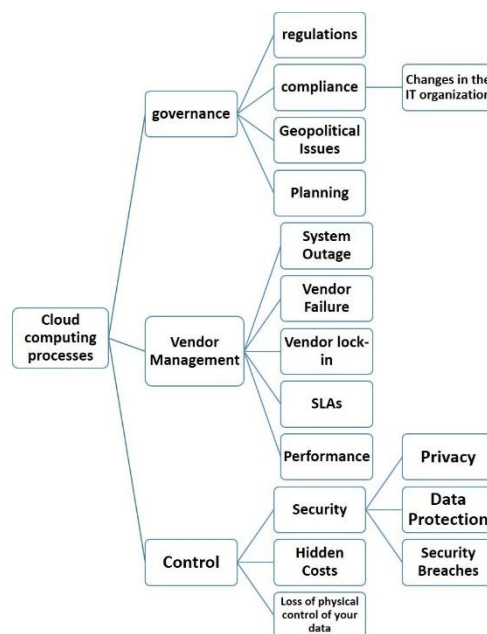 regulations
compliance
Changes in the
IT organization
governance
Geopolitical
Issues
Planning
System
Outage
Vendor
Failure
Cloud
computing
processes
Vendor
Management
Vendor lock-
in
SLAs
Performance
Privacy
Security
Data
Protection
Control
Hidden
Costs
Security
Breaches
Loss of physical
control of your
data